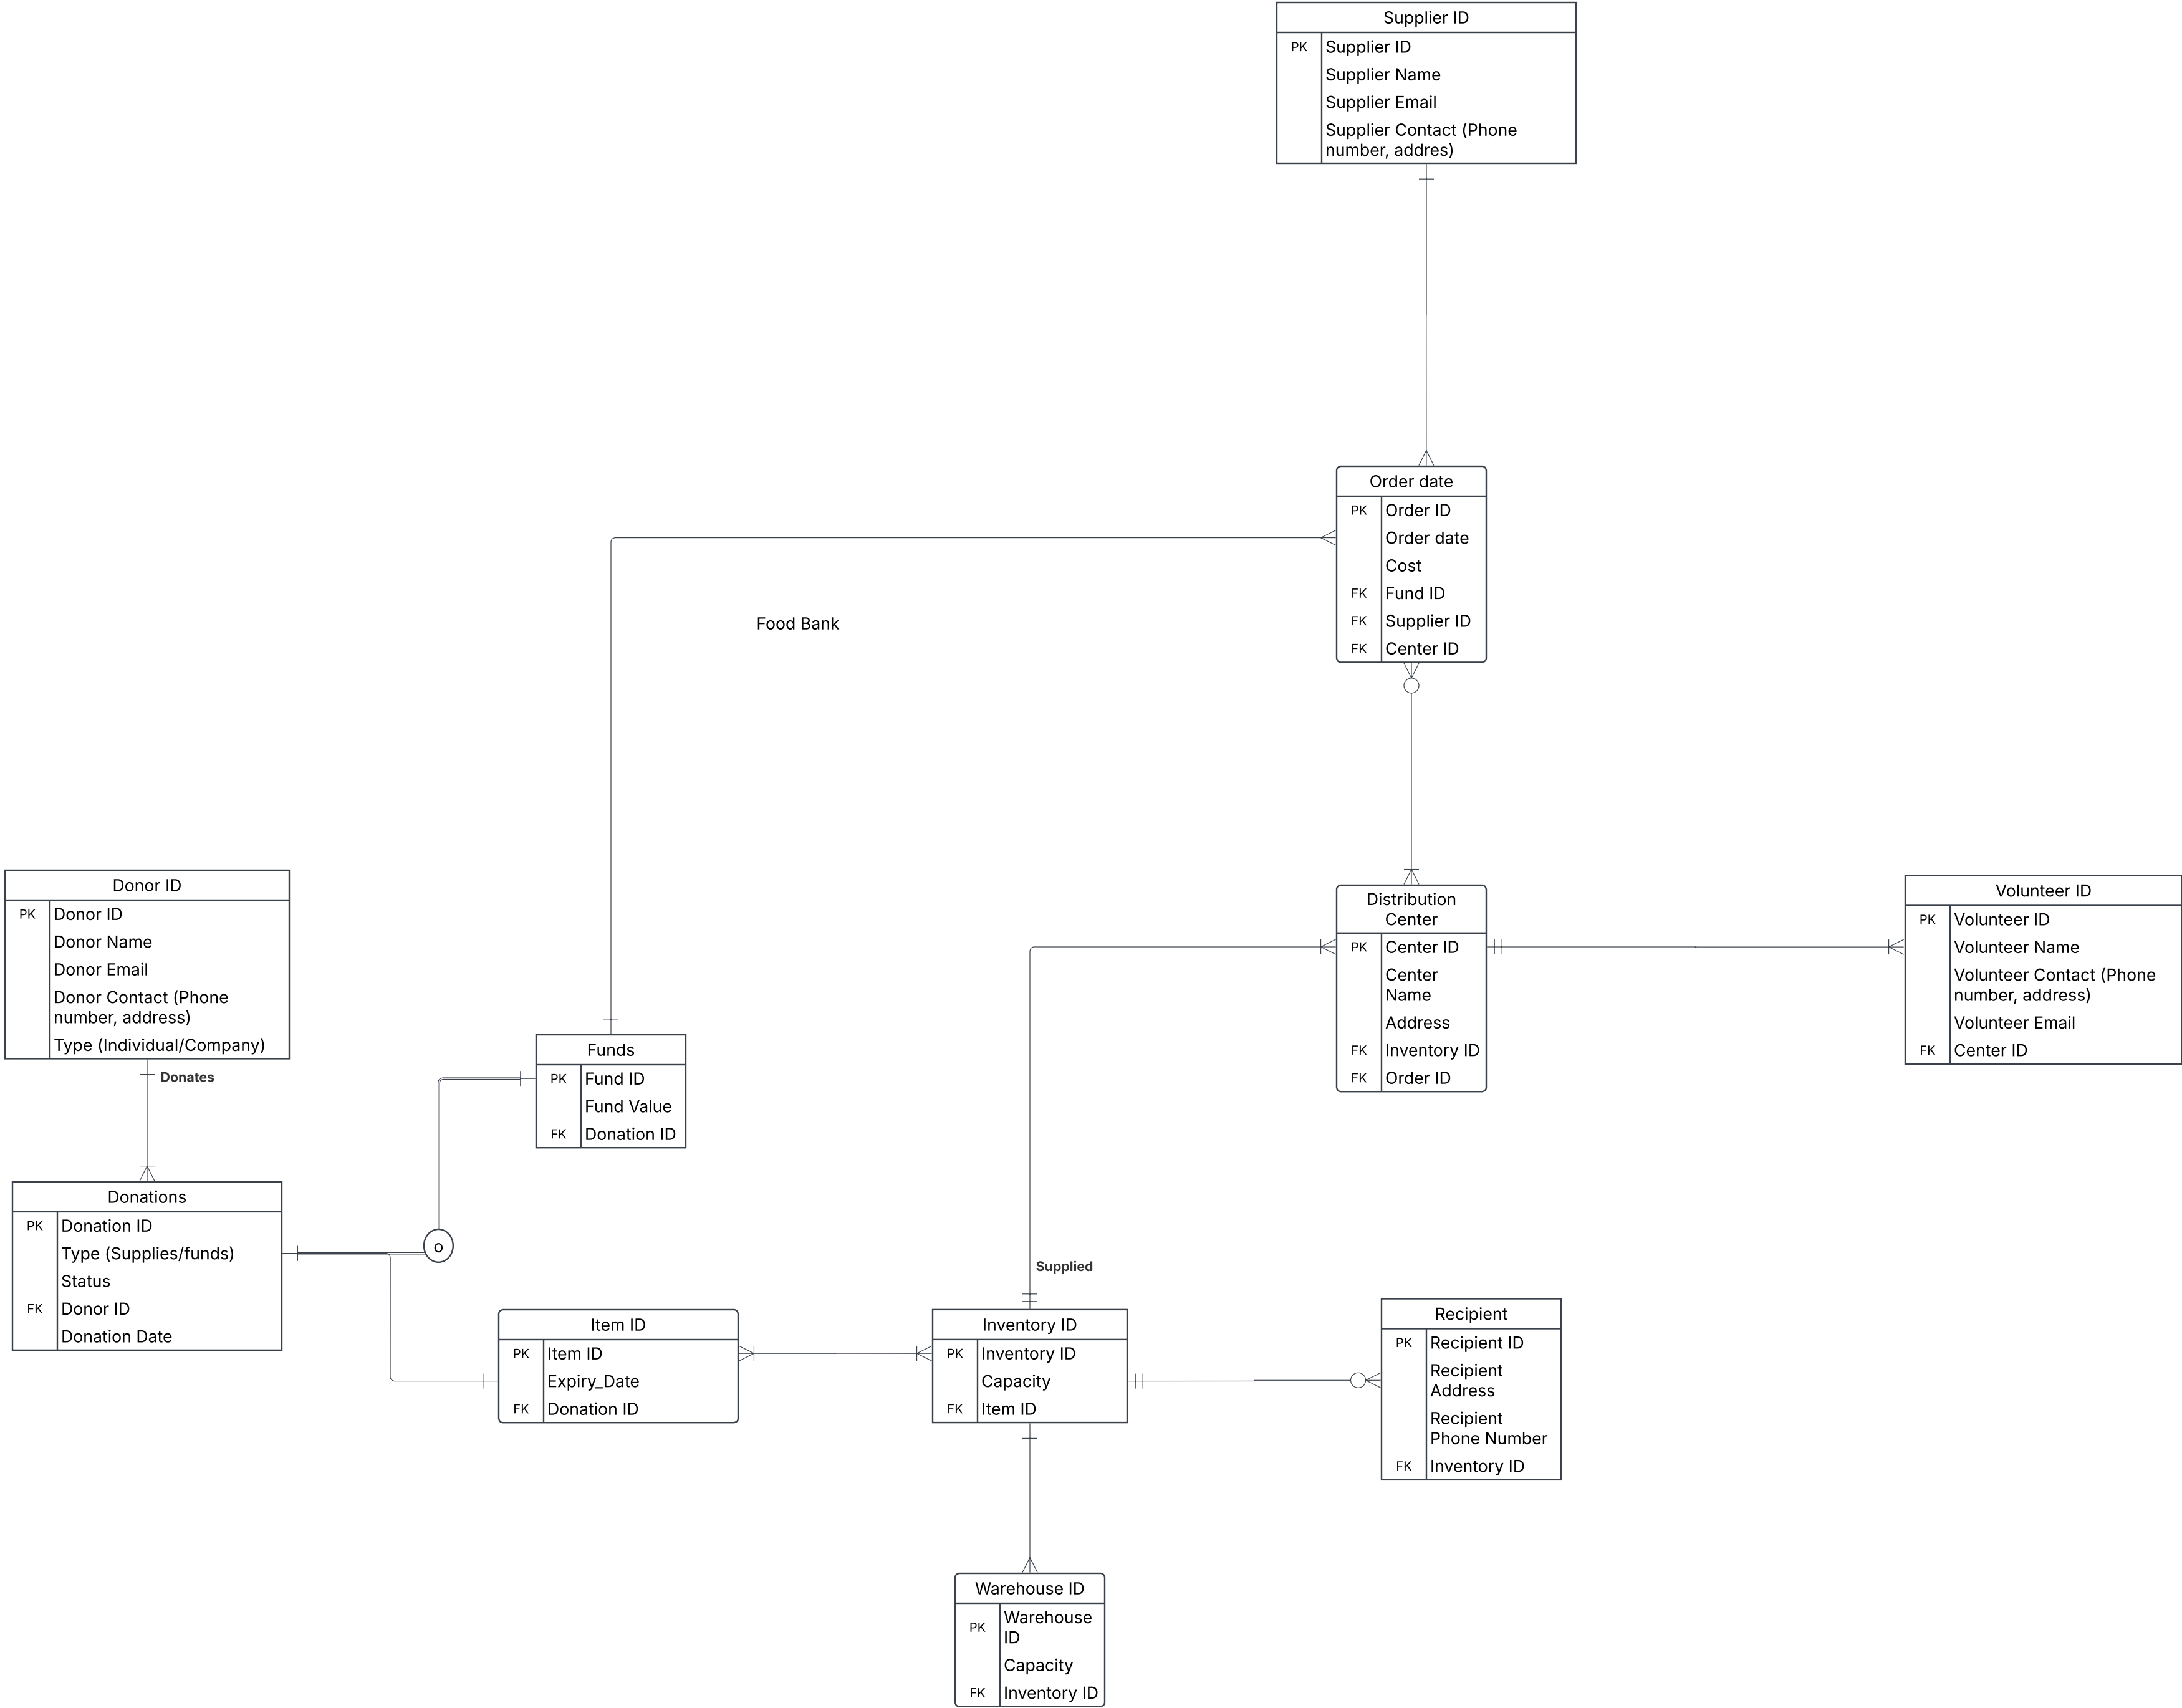 Supplier ID
PK Supplier ID
Supplier Name
Supplier Email
Supplier Contact (Phone
number, addres)
Order date
PK Order ID
Order date
Cost
FK Fund ID
FK Supplier ID
FK Center ID
Food Bank
Donor ID
PK Donor ID
Donor Name
Donor Email
Donor Contact (Phone
number, address)
Type (Individual/Company)
Donates
Donations
PK Donation ID
Type (Supplies/funds)
Status
FK Donor ID
Donation Date
o
Funds
PK Fund ID
Fund Value
FK Donation ID
Distribution
Center
PK Center ID
Center
Name
Address
FK Inventory ID
FK Order ID
Volunteer ID
PK Volunteer ID
Volunteer Name
Volunteer Contact (Phone
number, address)
Volunteer Email
FK Center ID
Supplied
Item ID
PK Item ID
Expiry_Date
FK Donation ID
Inventory ID
PK Inventory ID
Capacity
FK Item ID
Recipient
PK Recipient ID
Recipient
Address
Recipient
Phone Number
FK Inventory ID
Warehouse ID
PK Warehouse
ID
Capacity
FK Inventory ID